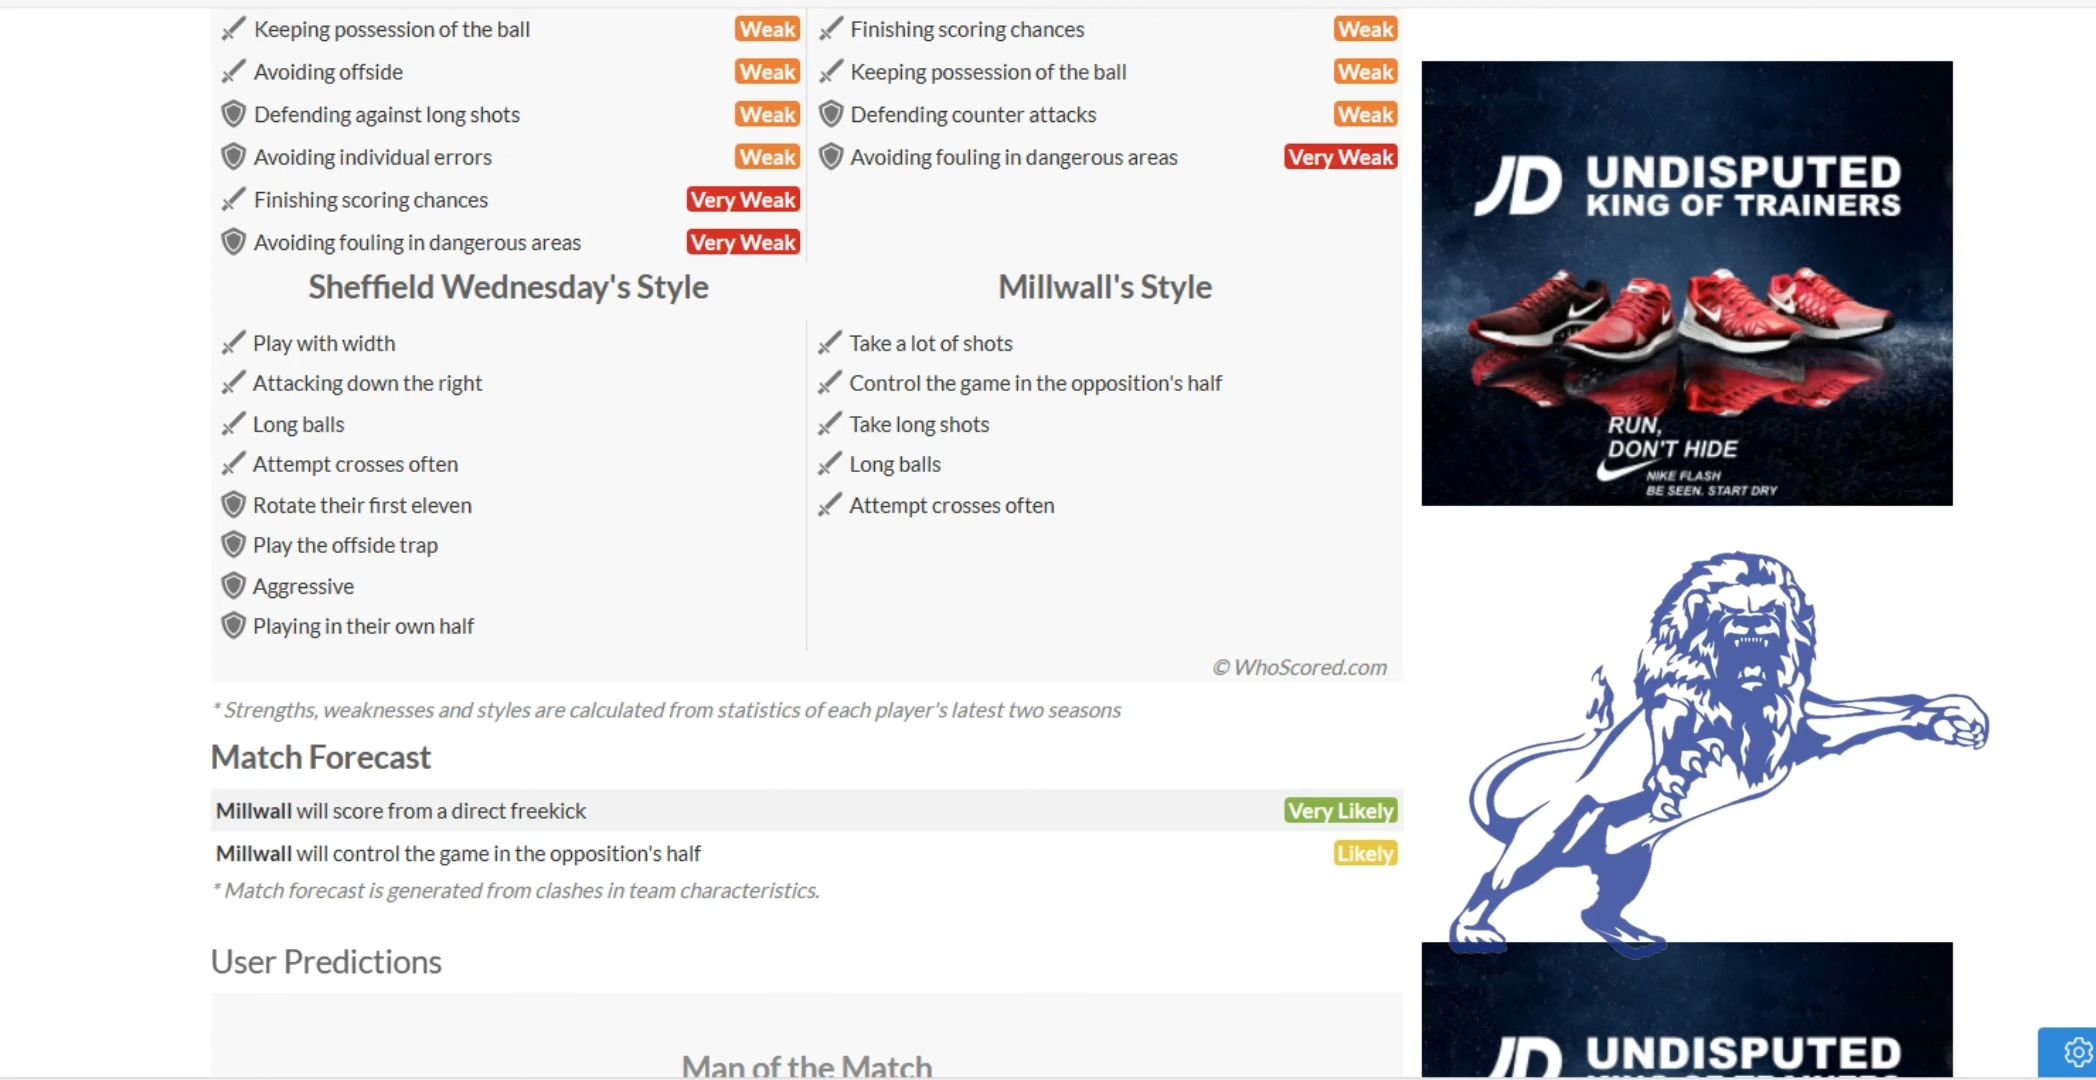 Keeping possession of the ball Weak
Avoiding offside Weak
Defending against long shots Weak
Avoiding individual errors Weak
Finishing scoring chances Very Weak
Avoiding fouling in dangerous areas Very Weak
Finishing scoring chances Weak
Keeping possession of the ball Weak
Defending counter attacks Weak
Avoiding fouling in dangerous areas Very Weak
Sheffield Wednesday's Style
Play with width
Attacking down the right
Long balls
Attempt crosses often
Rotate their first eleven
Play the offside trap
Aggressive
Playing in their own half
Millwall's Style
Take a lot of shots
Control the game in the opposition's half
Take long shots
Long balls
Attempt crosses often
© WhoScored.com
* Strengths, weaknesses and styles are calculated from statistics of each player's latest two seasons
Match Forecast
Millwall will score from a direct freekick Very Likely
Millwall will control the game in the opposition's half Likely
* Match forecast is generated from clashes in team characteristics.
User Predictions
Man of the Match
JD UNDISPUTED
KING OF TRAINERS
RUN,
DON'T HIDE
NIKE FLASH
BE SEEN. START DRY
JD UNDISPUTED